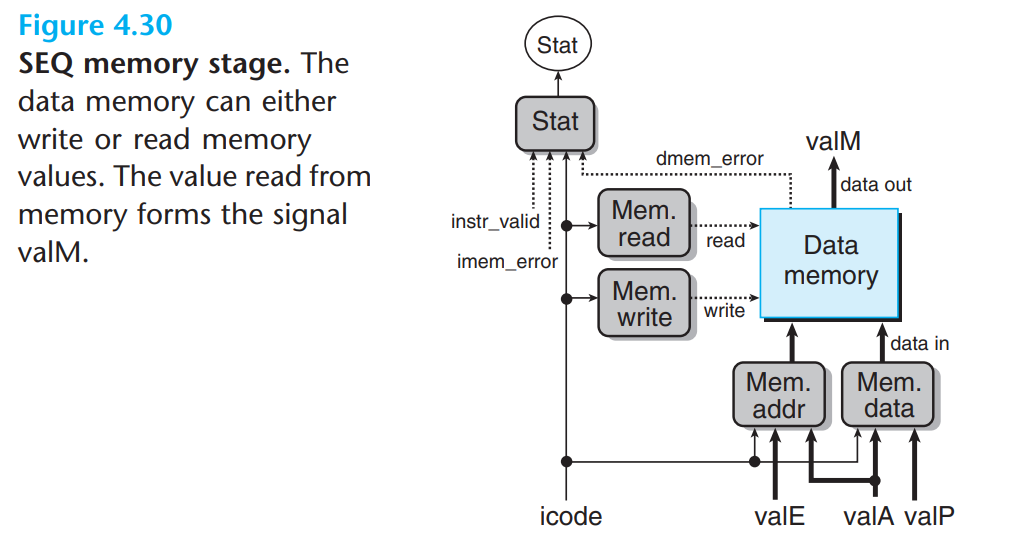 Figure 4.30
SEQ memory stage. The
data memory can either
write or read memory
values. The value read from
memory forms the signal
valM.
Stat
Stat
valM
dmem_error
data out
instr_valid
Mem.
read
read
Data
memory
imem_error
Mem.
write
write
data in
Mem.
addr
Mem.
data
icode
valE
valA
valP